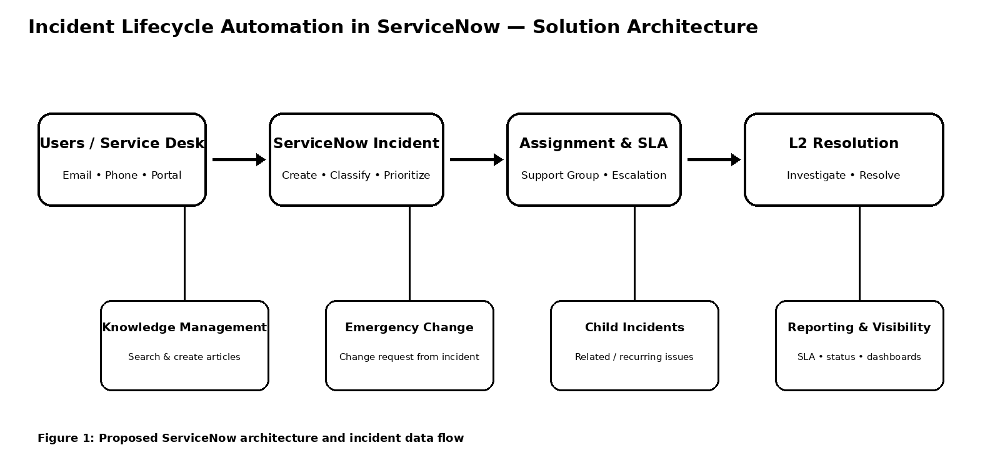 Incident Lifecycle Automation in ServiceNow — Solution Architecture
Users / Service Desk
Email • Phone • Portal
ServiceNow Incident
Create • Classify • Prioritize
Assignment & SLA
Support Group • Escalation
L2 Resolution
Investigate • Resolve
Knowledge Management
Search & create articles
Emergency Change
Change request from incident
Child Incidents
Related / recurring issues
Reporting & Visibility
SLA • status • dashboards
Figure 1: Proposed ServiceNow architecture and incident data flow